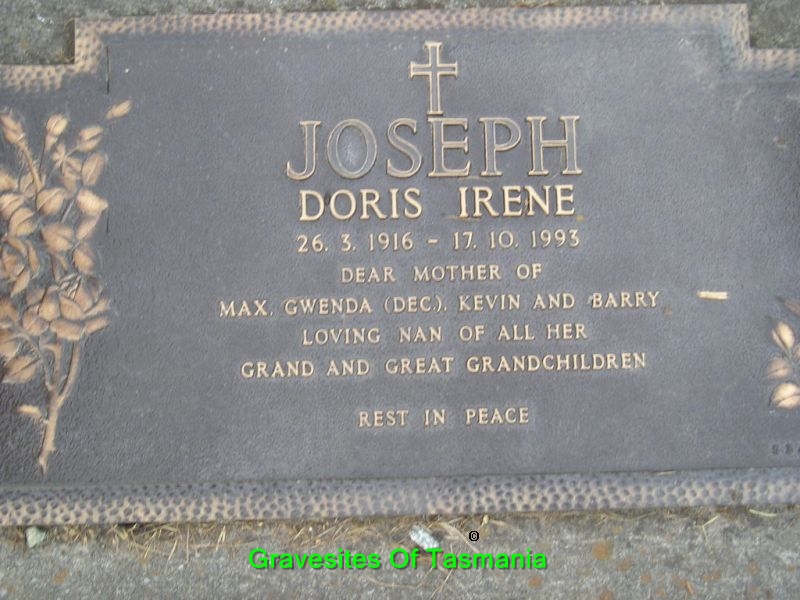 JOSEPH
DORIS IRENE
26. 3. 1916 - 17. 10. 1993
DEAR MOTHER OF
MAX, GWENDA (DEC), KEVIN AND BARRY
LOVING NAN OF ALL HER
GRAND AND GREAT GRANDCHILDREN
REST IN PEACE
©
Gravesites Of Tasmania